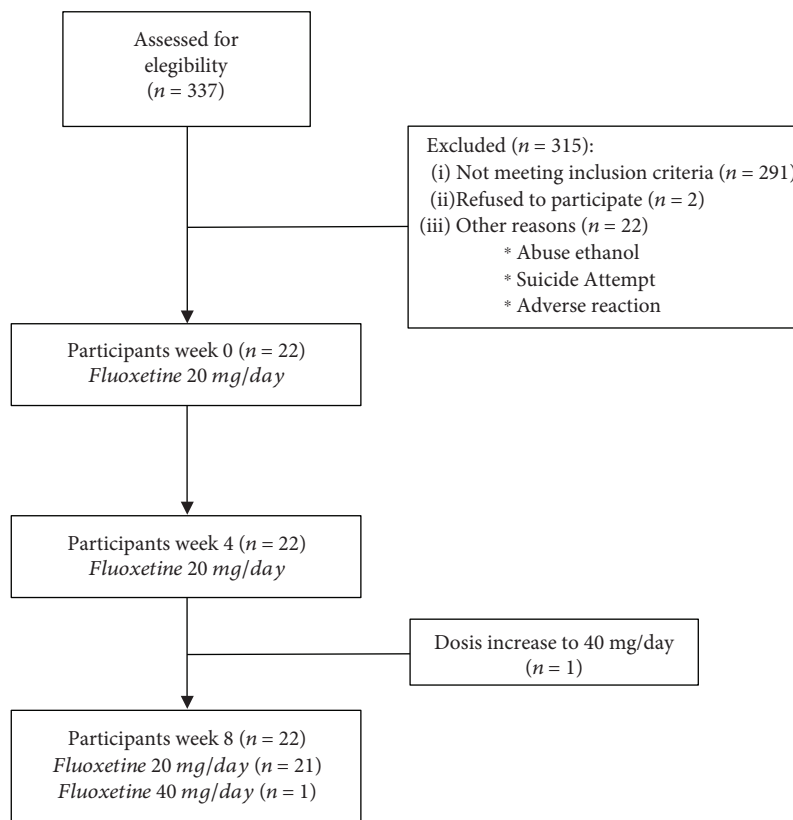 Assessed for
elegibility
(n = 337)
Excluded (n = 315):
(i) Not meeting inclusion criteria (n = 291)
(ii)Refused to participate (n = 2)
(iii) Other reasons (n = 22)
* Abuse ethanol
* Suicide Attempt
* Adverse reaction
Participants week 0 (n = 22)
Fluoxetine 20 mg/day
Participants week 4 (n = 22)
Fluoxetine 20 mg/day
Dosis increase to 40 mg/day
(n = 1)
Participants week 8 (n = 22)
Fluoxetine 20 mg/day (n = 21)
Fluoxetine 40 mg/day (n = 1)